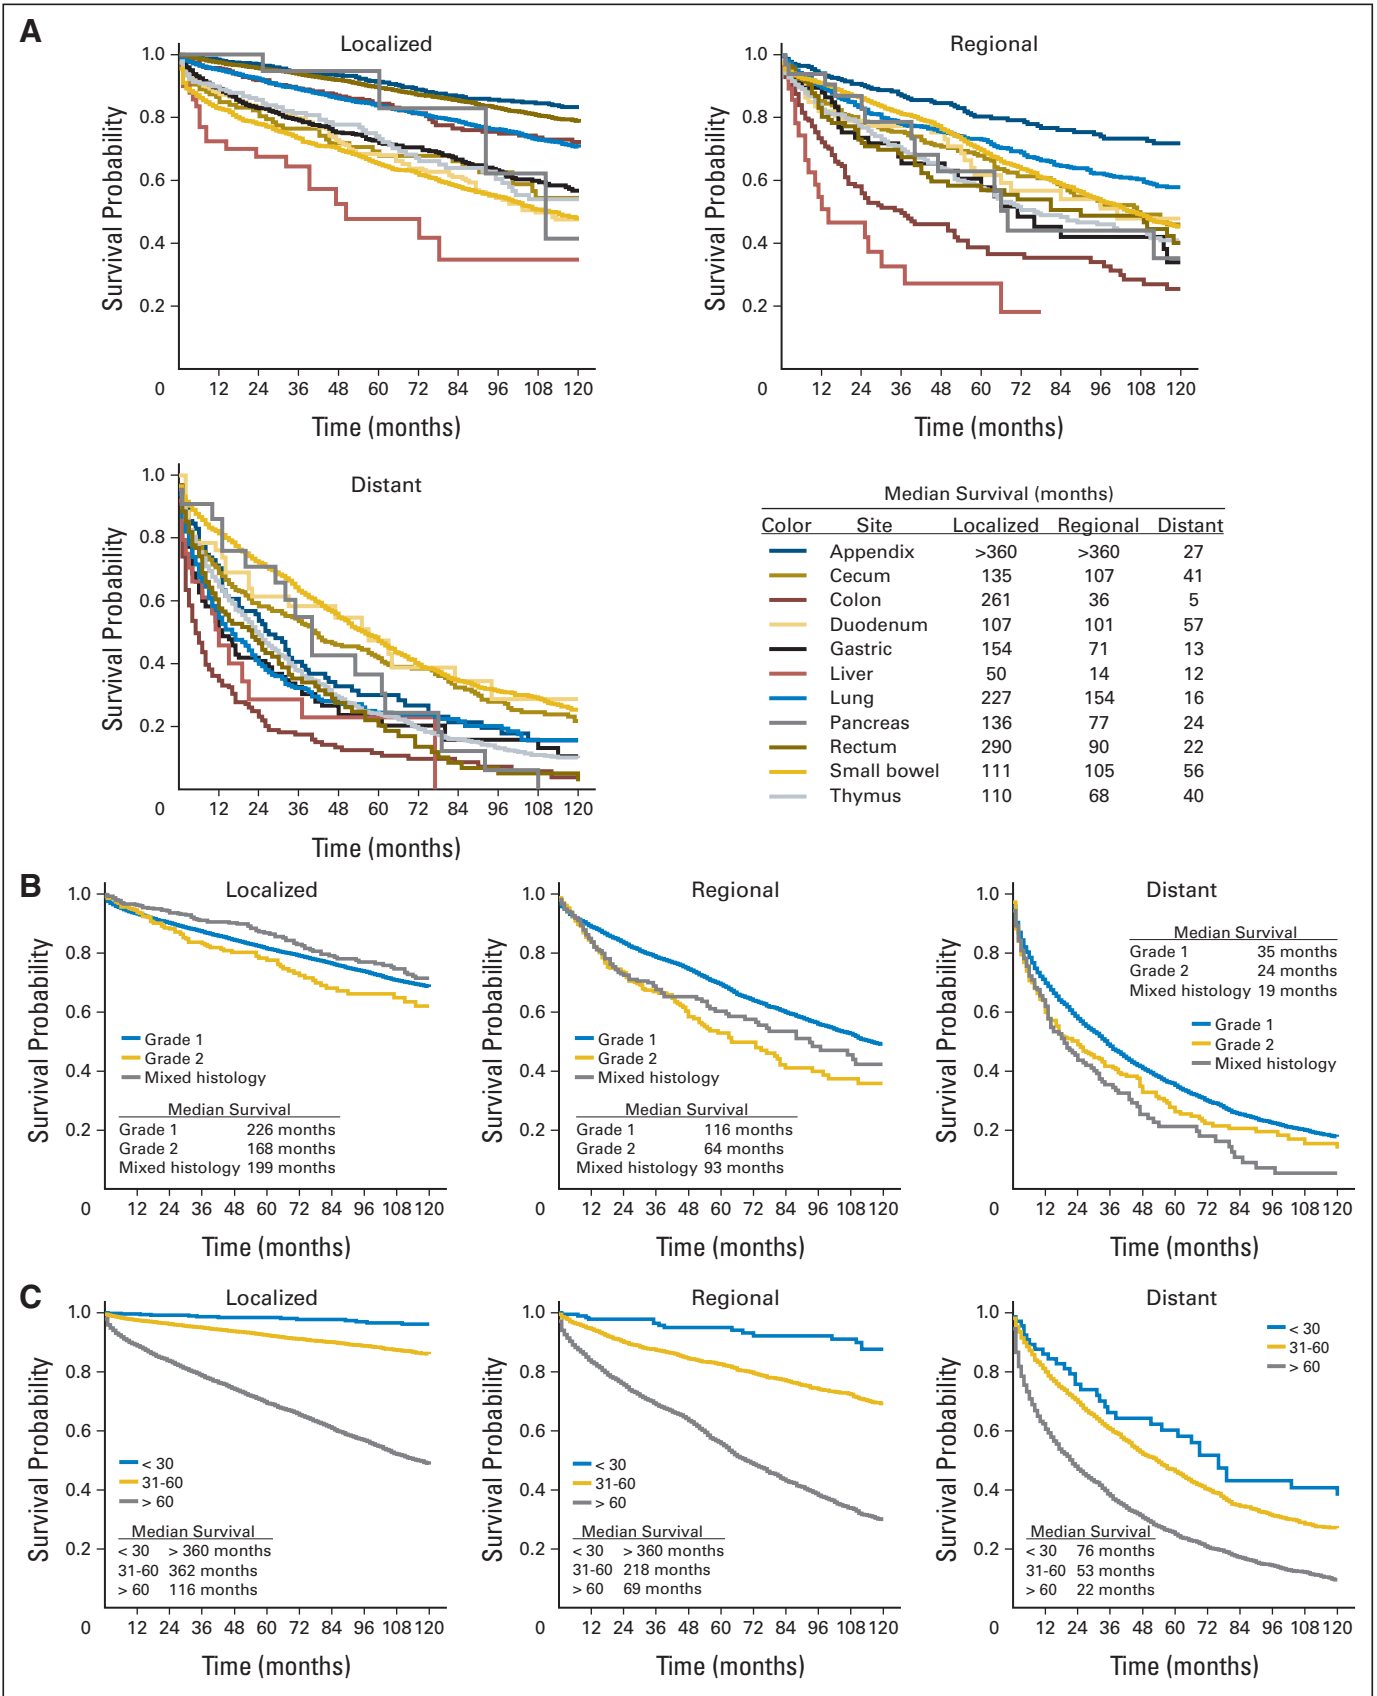 A
Localized
Survival Probability
1.0
0.8
0.6
0.4
0.2
0 12 24 36 48 60 72 84 96 108 120
Time (months)
Regional
Survival Probability
1.0
0.8
0.6
0.4
0.2
0 12 24 36 48 60 72 84 96 108 120
Time (months)
Distant
Survival Probability
1.0
0.8
0.6
0.4
0.2
0 12 24 36 48 60 72 84 96 108 120
Time (months)
Median Survival (months)
Color Site Localized Regional Distant
Appendix >360 >360 27
Cecum 135 107 41
Colon 261 36 5
Duodenum 107 101 57
Gastric 154 71 13
Liver 50 14 12
Lung 227 154 16
Pancreas 136 77 24
Rectum 290 90 22
Small bowel 111 105 56
Thymus 110 68 40
B
Localized
Survival Probability
1.0
0.8
0.6
0.4
0.2
Grade 1
Grade 2
Mixed histology
Median Survival
Grade 1 226 months
Grade 2 168 months
Mixed histology 199 months
0 12 24 36 48 60 72 84 96 108 120
Time (months)
Regional
Survival Probability
1.0
0.8
0.6
0.4
0.2
Grade 1
Grade 2
Mixed histology
Median Survival
Grade 1 116 months
Grade 2 64 months
Mixed histology 93 months
0 12 24 36 48 60 72 84 96 108 120
Time (months)
Distant
Survival Probability
1.0
0.8
0.6
0.4
0.2
Median Survival
Grade 1 35 months
Grade 2 24 months
Mixed histology 19 months
Grade 1
Grade 2
Mixed histology
0 12 24 36 48 60 72 84 96 108 120
Time (months)
C
Localized
Survival Probability
1.0
0.8
0.6
0.4
0.2
< 30
31-60
> 60
Median Survival
< 30 > 360 months
31-60 362 months
> 60 116 months
0 12 24 36 48 60 72 84 96 108 120
Time (months)
Regional
Survival Probability
1.0
0.8
0.6
0.4
0.2
< 30
31-60
> 60
Median Survival
< 30 > 360 months
31-60 218 months
> 60 69 months
0 12 24 36 48 60 72 84 96 108 120
Time (months)
Distant
Survival Probability
1.0
0.8
0.6
0.4
0.2
< 30
31-60
> 60
Median Survival
< 30 76 months
31-60 53 months
> 60 22 months
0 12 24 36 48 60 72 84 96 108 120
Time (months)